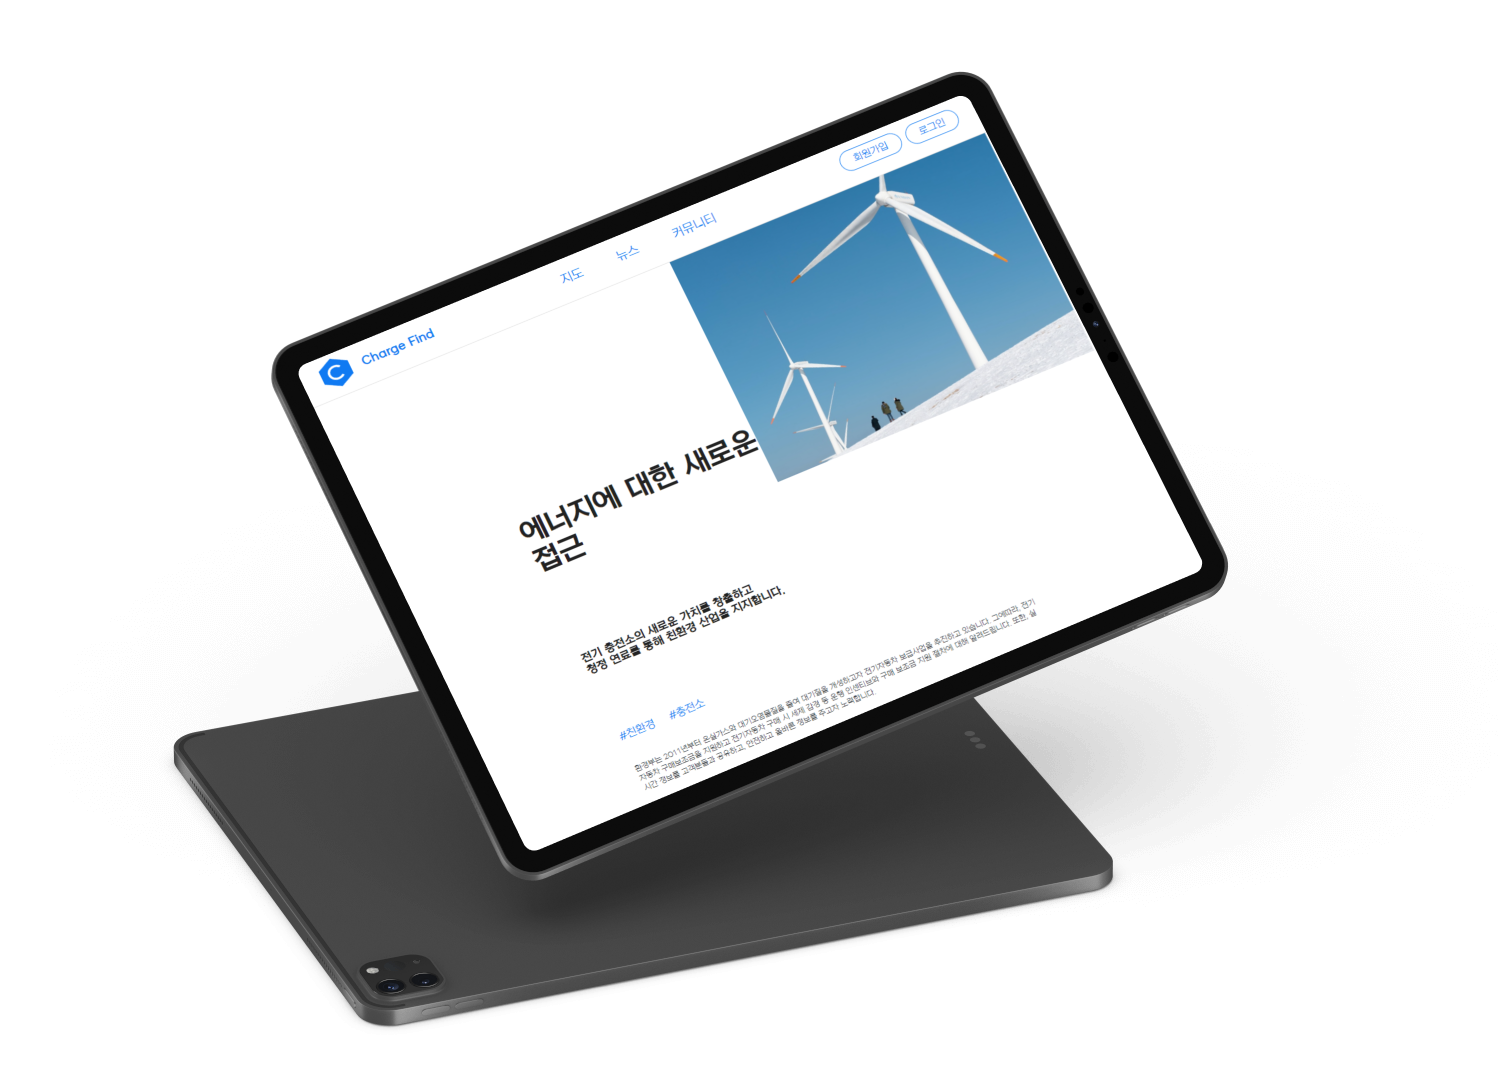 Charge Find
지도 뉴스 커뮤니티
회원가입 로그인
에너지에 대한 새로운
접근
전기 충전소의 새로운 가치를 창출하고
청정 연료를 통해 친환경 산업을 지지합니다.
#친환경 #충전소
환경부는 2011년부터 온실가스와 대기오염물질을 줄여 대기질을 개성하고자 전기자동차 보급사업을 추진하고 있습니다. 그에따라, 전기
자동차 구매보조금을 지원하고 전기자동차 구매 시 세제 감경 등 운행 인센티브와 구매 보조금 지원 절차에 대해 알려드립니다. 또한, 실
시간 정보를 고객분들과 공유하고, 안전하고 올바른 정보를 주고자 노력합니다.